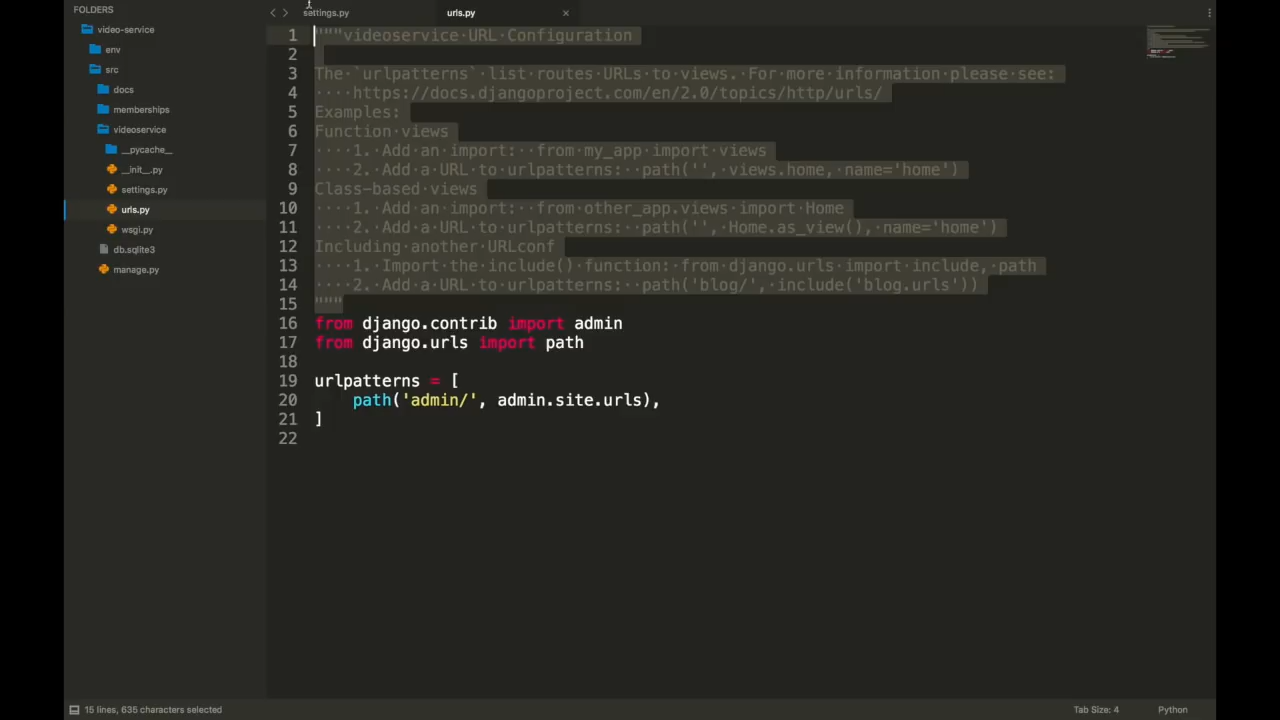 FOLDERS
video-service
env
src
docs
memberships
videoservice
__pycache__
__init__.py
settings.py
urls.py
wsgi.py
db.sqlite3
manage.py
settings.py
urls.py
1 """videoservice URL Configuration
2
3 The `urlpatterns` list routes URLs to views. For more information please see:
4     https://docs.djangoproject.com/en/2.0/topics/http/urls/
5 Examples:
6 Function views
7     1. Add an import:  from my_app import views
8     2. Add a URL to urlpatterns:  path('', views.home, name='home')
9 Class-based views
10     1. Add an import:  from other_app.views import Home
11     2. Add a URL to urlpatterns:  path('', Home.as_view(), name='home')
12 Including another URLconf
13     1. Import the include() function: from django.urls import include, path
14     2. Add a URL to urlpatterns:  path('blog/', include('blog.urls'))
15 """
16 from django.contrib import admin
17 from django.urls import path
18
19 urlpatterns = [
20     path('admin/', admin.site.urls),
21 ]
22
15 lines, 635 characters selected
Tab Size: 4
Python